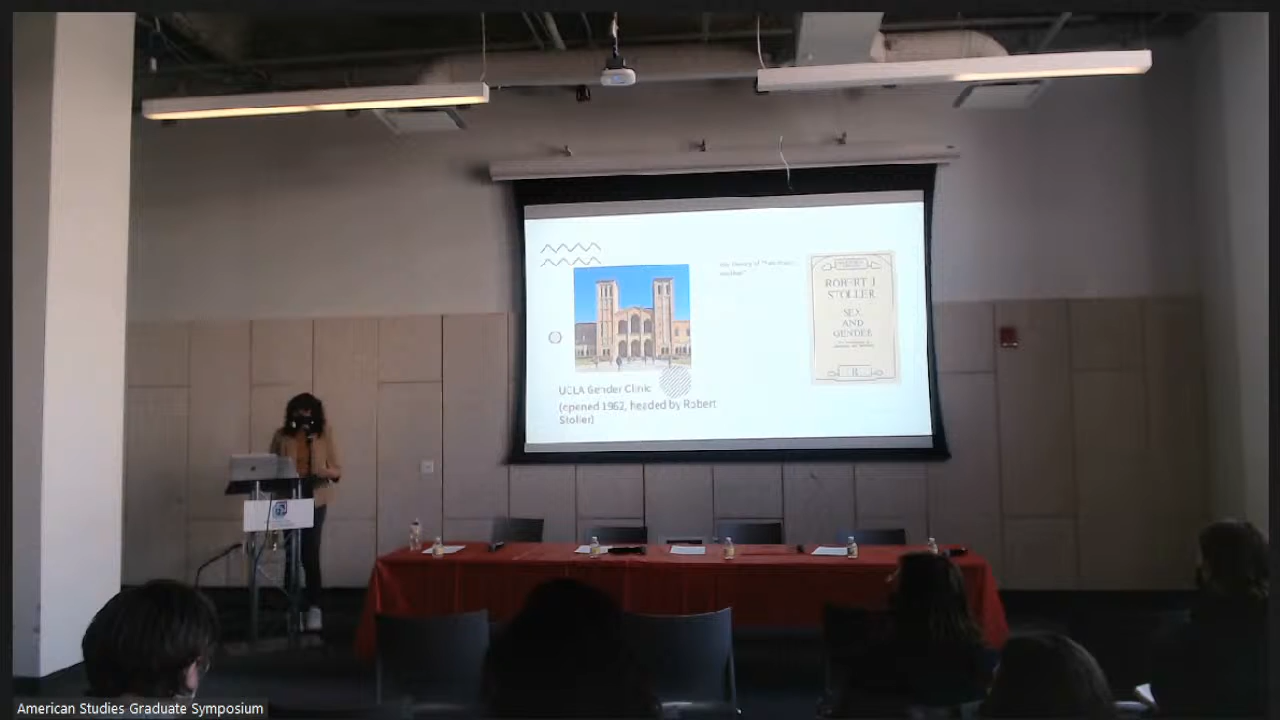 UCLA Gender Clinic
(opened 1962, headed by Robert
Stoller)
ROBERT J
STOLLER
SEX
AND
GENDER
American Studies Graduate Symposium